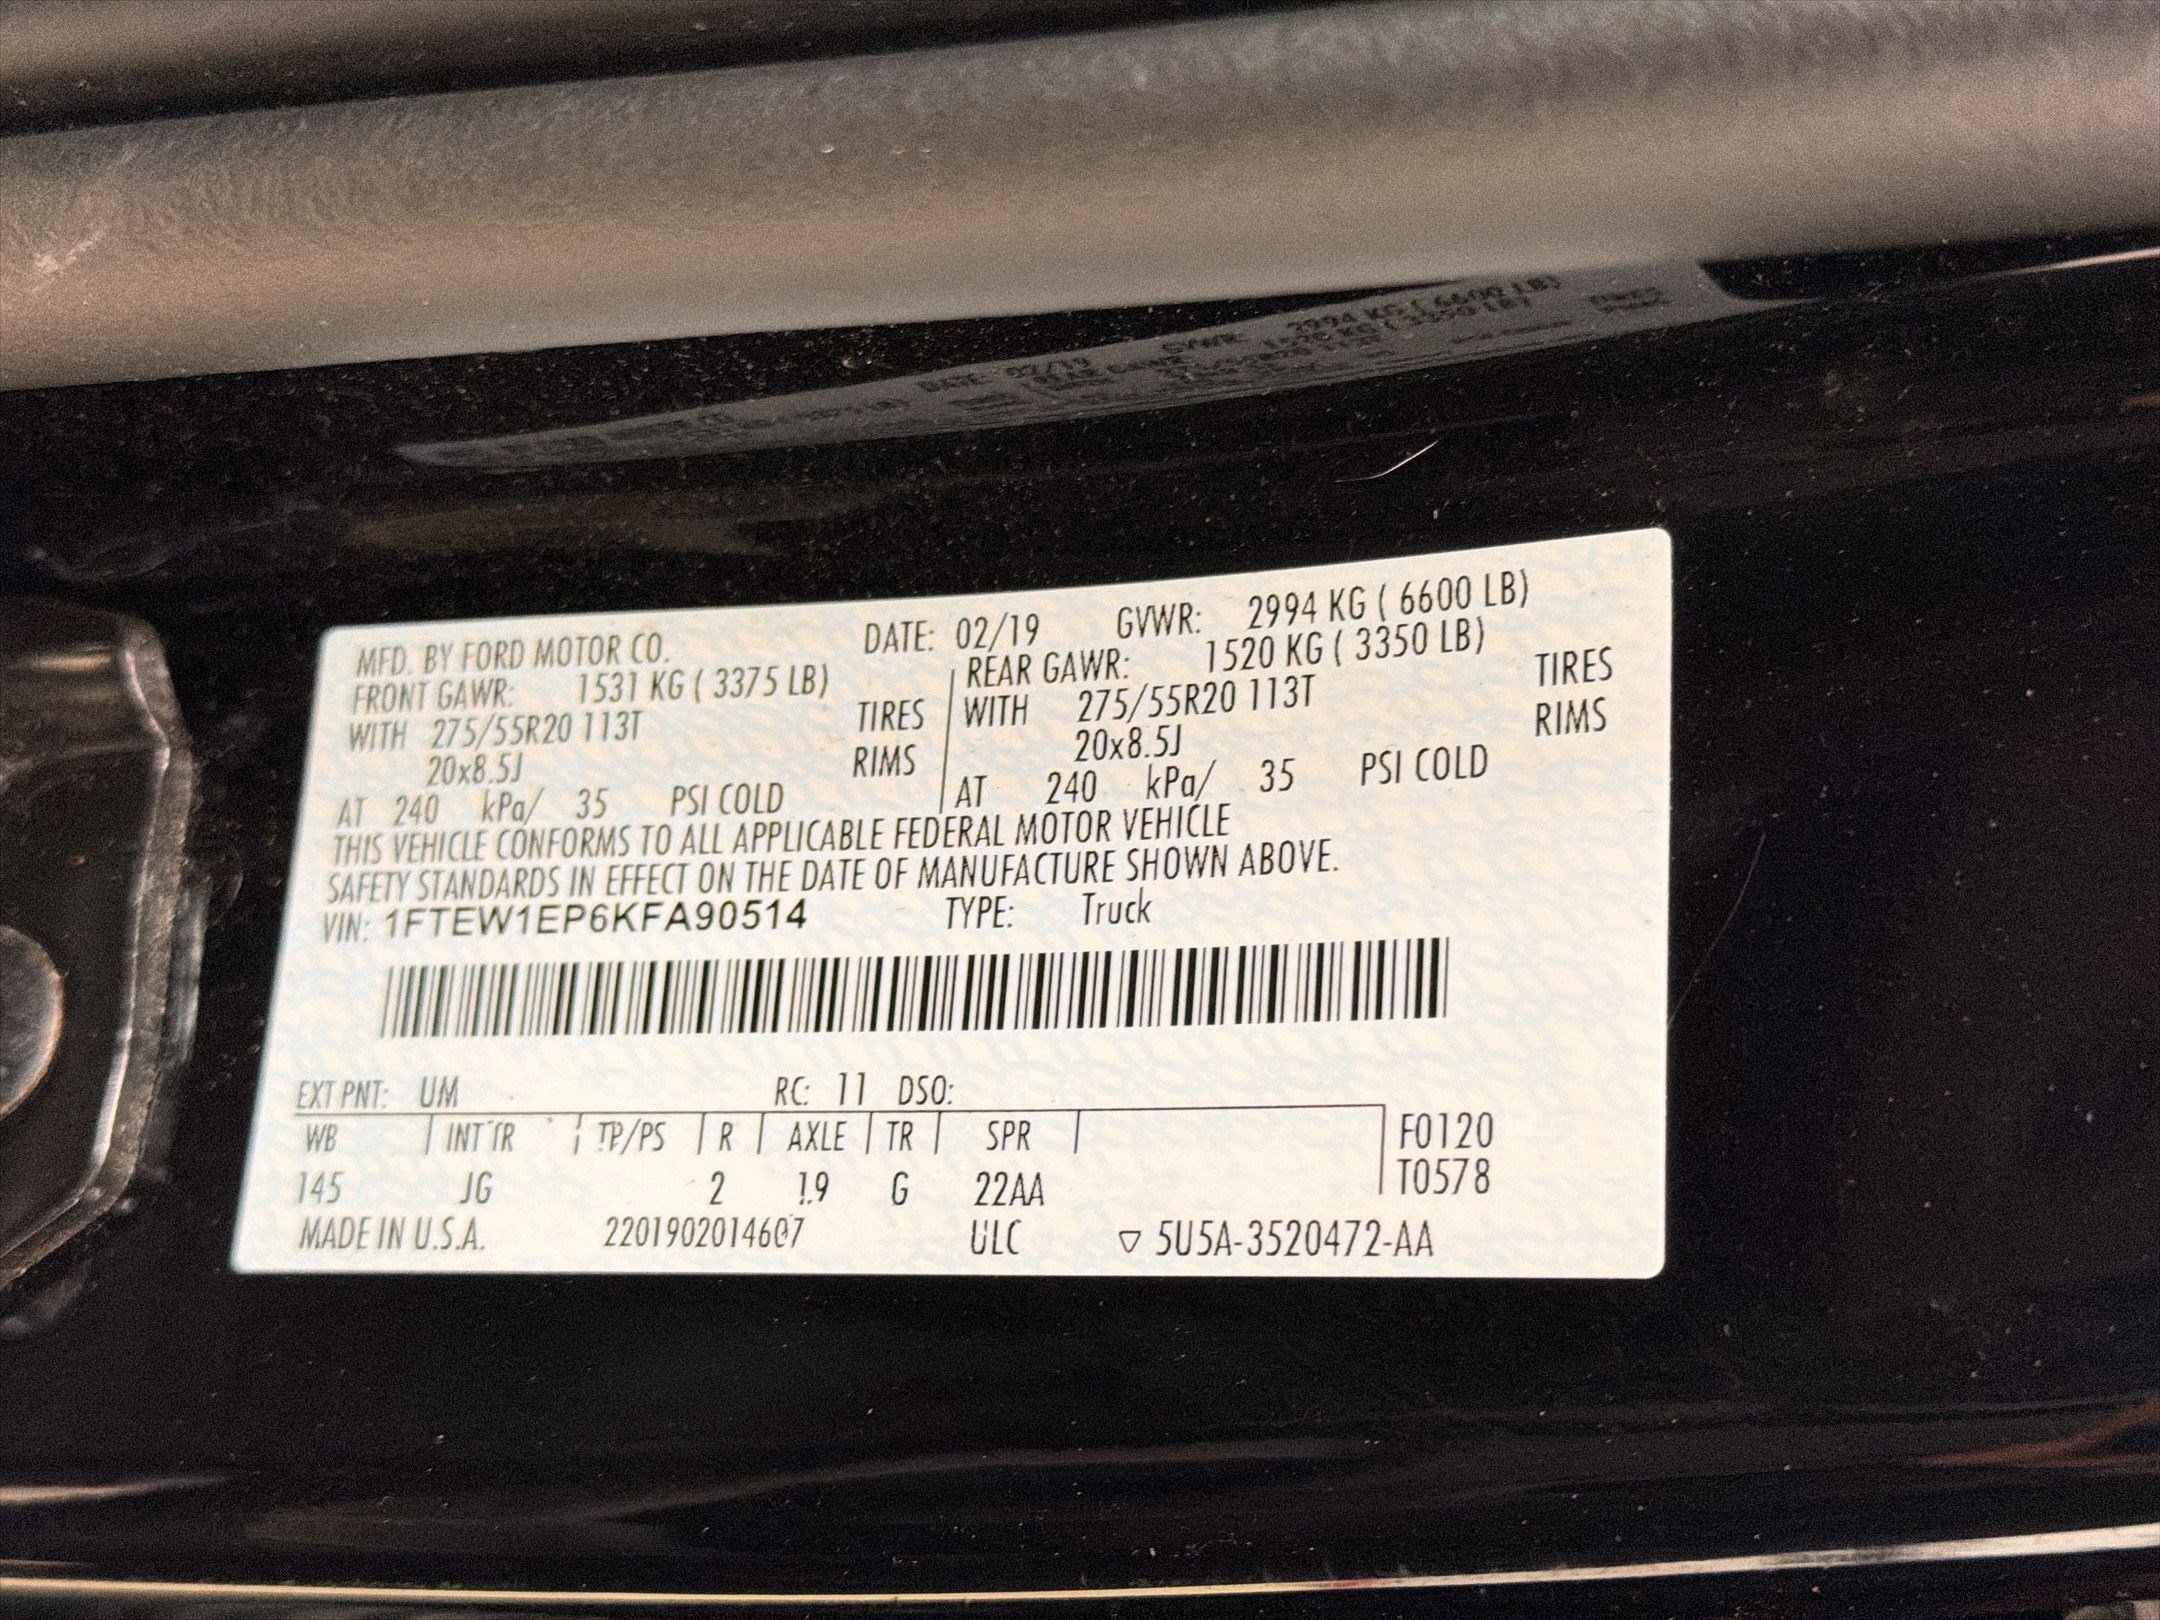 MFD. BY FORD MOTOR CO. DATE: 02/19 GVWR: 2994 KG ( 6600 LB)
FRONT GAWR: 1531 KG ( 3375 LB) REAR GAWR: 1520 KG ( 3350 LB)
WITH 275/55R20 113T TIRES WITH 275/55R20 113T TIRES
20x8.5J RIMS 20x8.5J RIMS
AT 240 kPa/ 35 PSI COLD AT 240 kPa/ 35 PSI COLD
THIS VEHICLE CONFORMS TO ALL APPLICABLE FEDERAL MOTOR VEHICLE
SAFETY STANDARDS IN EFFECT ON THE DATE OF MANUFACTURE SHOWN ABOVE.
VIN: 1FTEW1EP6KFA90514 TYPE: Truck
EXT PNT: UM RC: 11 DSO:
WB INT TR TP/PS R AXLE TR SPR F0120
145 JG 2 19 G 22AA T0578
MADE IN U.S.A. 2201902014607 ULC ▽ 5U5A-3520472-AA